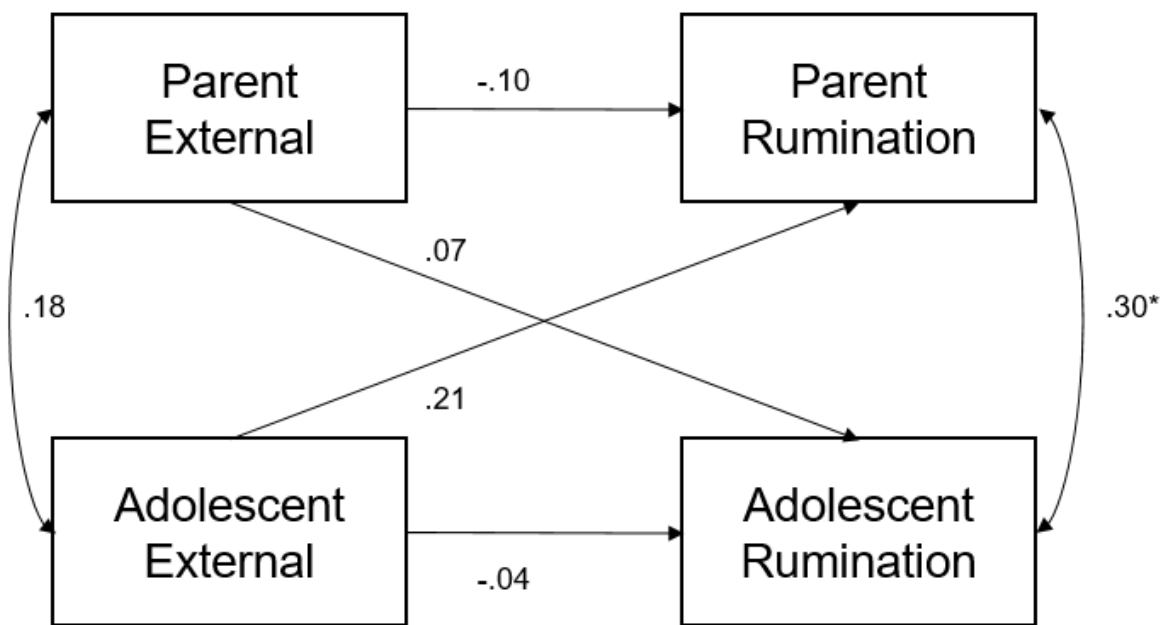 Parent
External
-.10
Parent
Rumination
.07
.18
.30*
.21
Adolescent
External
-.04
Adolescent
Rumination